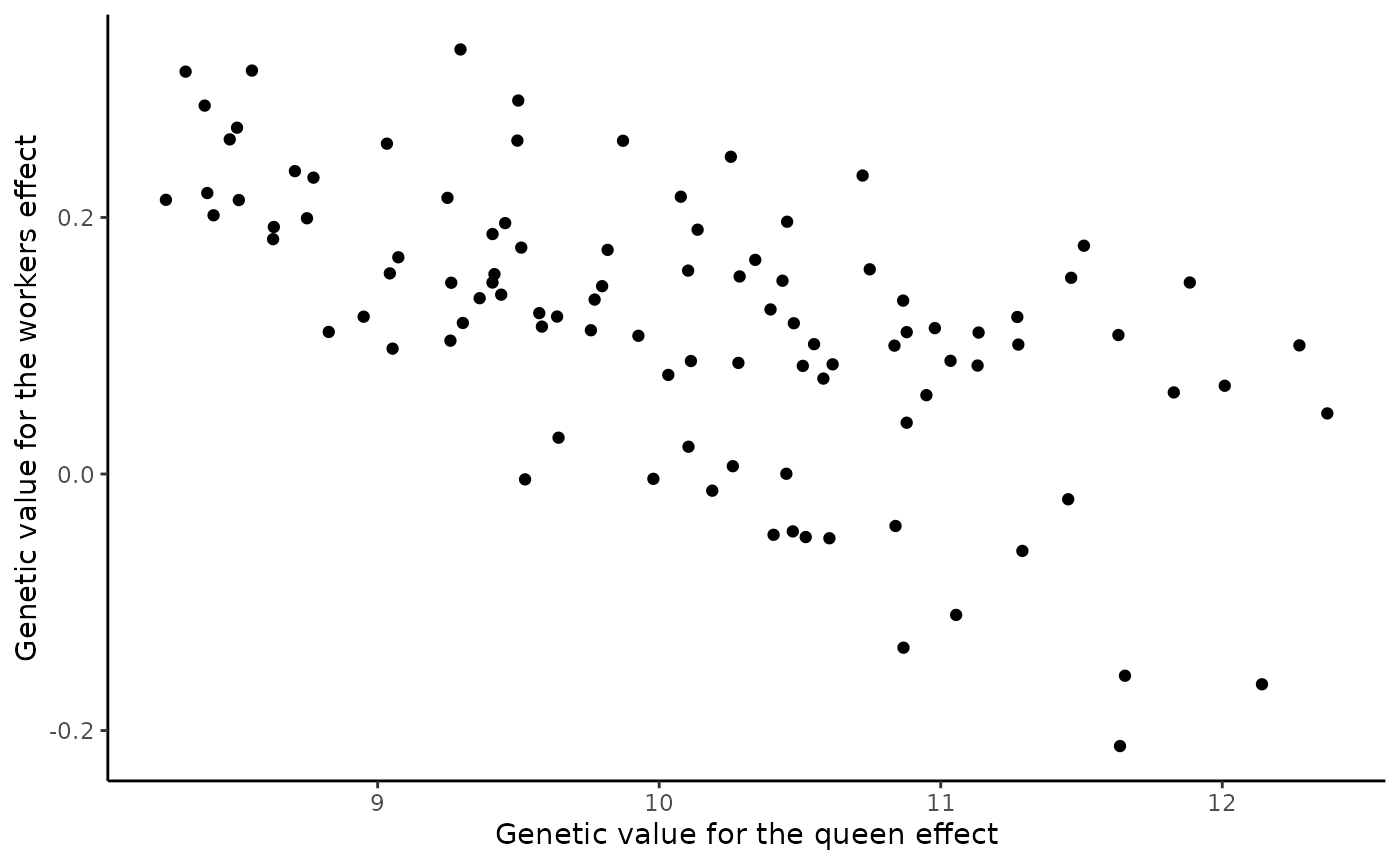 Genetic value for the workers effect
0.2
0.0
-0.2
9 10 11 12
Genetic value for the queen effect